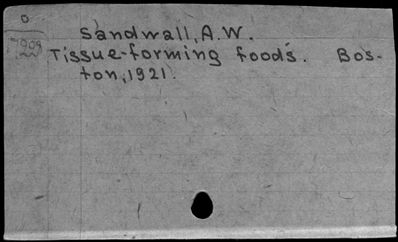 O
Sandwall, A.W.
Tissue-forming foods. Bos-
ton, 1921.